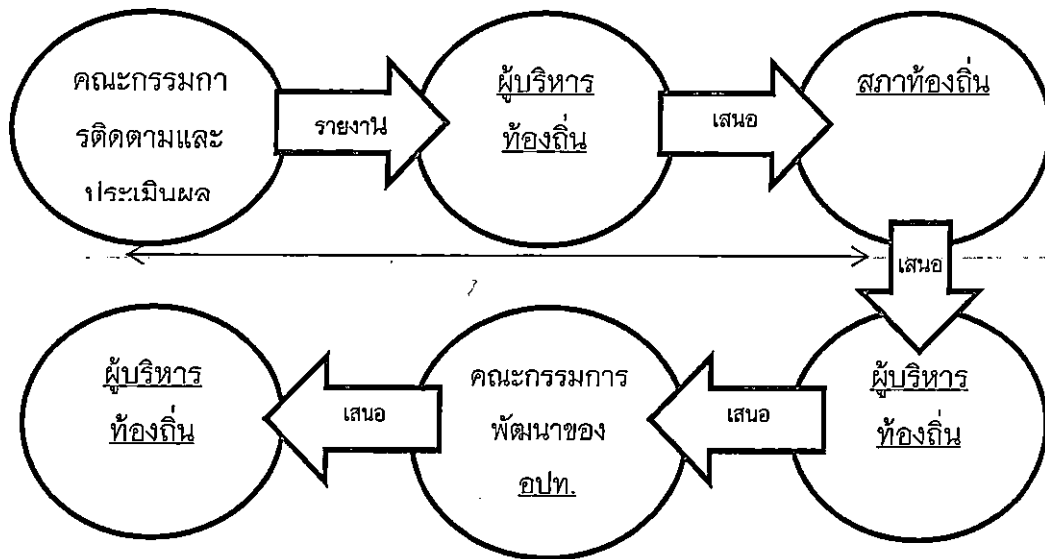 คณะกรรมกา
รติดตามและ
ประเมินผล
รายงาน
ผู้บริหาร
ท้องถิ่น
เสนอ
สภาท้องถิ่น
เสนอ
ผู้บริหาร
ท้องถิ่น
เสนอ
คณะกรรมการ
พัฒนาของ
อปท.
เสนอ
ผู้บริหาร
ท้องถิ่น